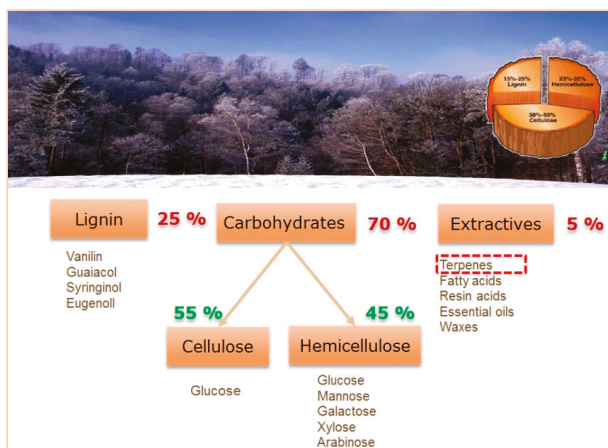 15%-25%
Lignin
23%-32%
Hemicellulose
38%-50%
Cellulose
Lignin 25 % Carbohydrates 70 % Extractives 5 %
Vanilin
Guaiacol
Syringinol
Eugenoll
Terpenes
Fatty acids
Resin acids
Essential oils
Waxes
55 % 45 %
Cellulose Hemicellulose
Glucose
Glucose
Mannose
Galactose
Xylose
Arabinose